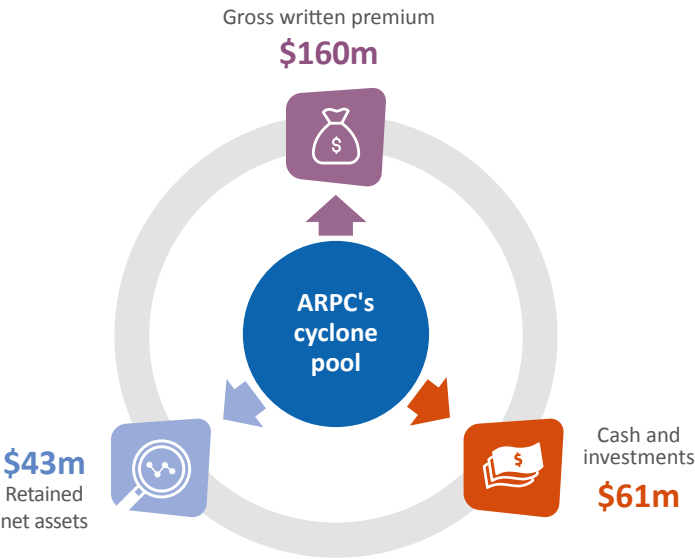 Gross written premium
$160m
$
ARPC's
cyclone
pool
$43m
Retained
net assets
$
Cash and
investments
$61m